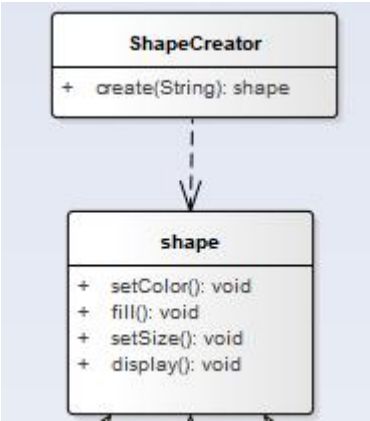 ShapeCreator
+ create(String): shape
shape
+ setColor(): void
+ fill(): void
+ setSize(): void
+ display(): void